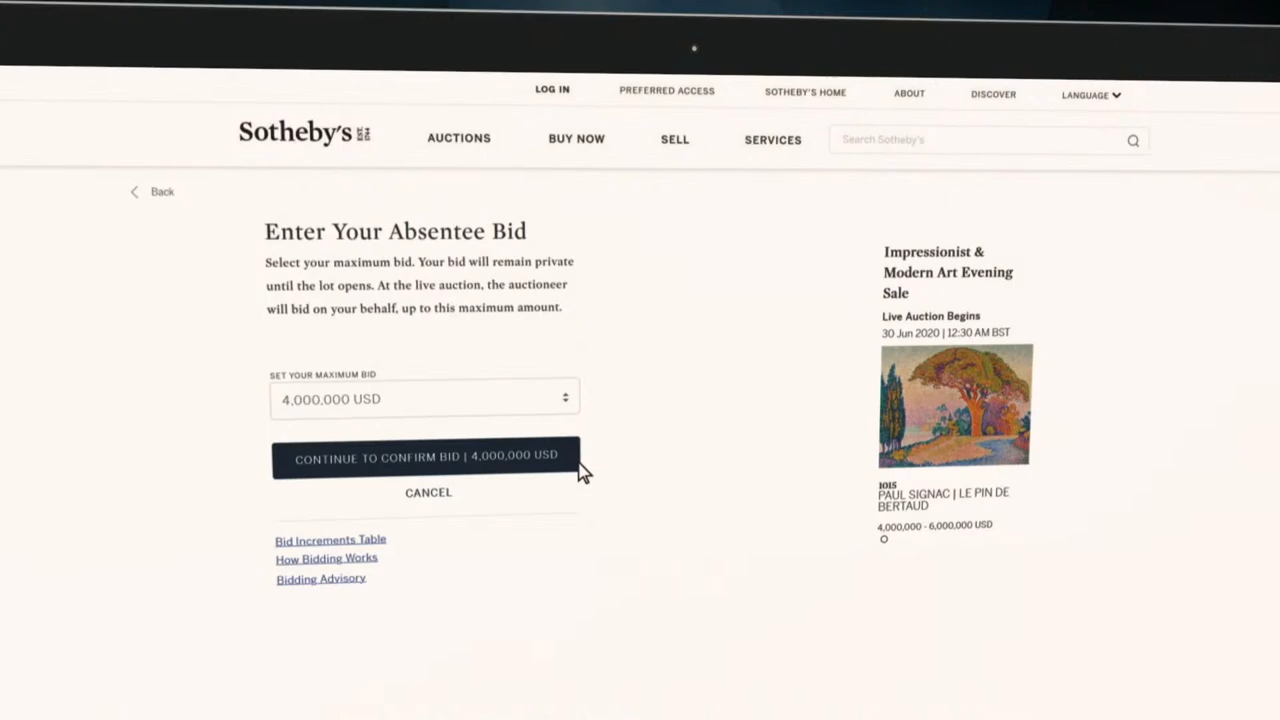 LOG IN PREFERRED ACCESS SOTHEBY'S HOME ABOUT DISCOVER LANGUAGE
Sotheby's EST. 1744 AUCTIONS BUY NOW SELL SERVICES Search Sotheby's
Back
Enter Your Absentee Bid
Select your maximum bid. Your bid will remain private
until the lot opens. At the live auction, the auctioneer
will bid on your behalf, up to this maximum amount.
SET YOUR MAXIMUM BID
4,000,000 USD
CONTINUE TO CONFIRM BID | 4,000,000 USD
CANCEL
Bid Increments Table
How Bidding Works
Bidding Advisory
Impressionist &
Modern Art Evening
Sale
Live Auction Begins
30 Jun 2020 | 12:30 AM BST
1015
PAUL SIGNAC | LE PIN DE
BERTAUD
4,000,000 - 6,000,000 USD